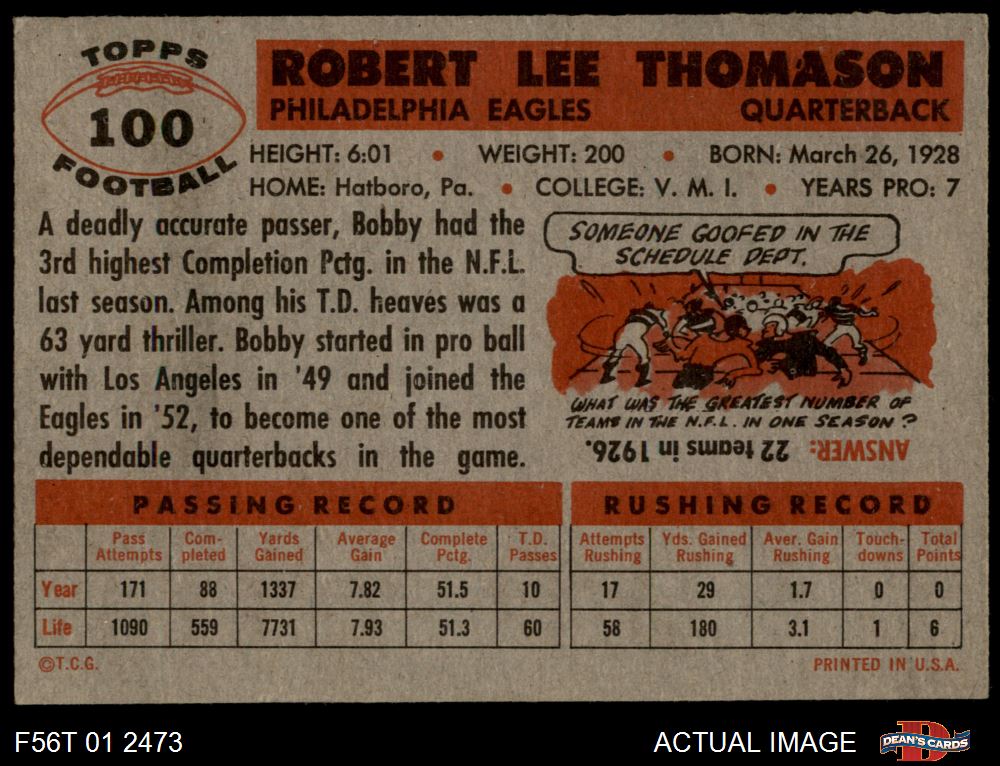 TOPPS
100
FOOTBALL
ROBERT LEE THOMASON
PHILADELPHIA EAGLES QUARTERBACK
HEIGHT: 6:01 • WEIGHT: 200 • BORN: March 26, 1928
HOME: Hatboro, Pa. • COLLEGE: V. M. I. • YEARS PRO: 7
A deadly accurate passer, Bobby had the
3rd highest Completion Pctg. in the N.F.L.
last season. Among his T.D. heaves was a
63 yard thriller. Bobby started in pro ball
with Los Angeles in '49 and joined the
Eagles in '52, to become one of the most
dependable quarterbacks in the game.
SOMEONE GOOFED IN THE
SCHEDULE DEPT.
WHAT WAS THE GREATEST NUMBER OF
TEAMS IN THE N.F.L. IN ONE SEASON?
ANSWER: 22 teams in 1926.
PASSING RECORD
Pass Attempts Com-pleted Yards Gained Average Gain Complete Pctg. T.D. Passes
Year 171 88 1337 7.82 51.5 10
Life 1090 559 7731 7.93 51.3 60
RUSHING RECORD
Attempts Rushing Yds. Gained Rushing Aver. Gain Rushing Touch-downs Total Points
17 29 1.7 0 0
58 180 3.1 1 6
©T.C.G. PRINTED IN U.S.A.
F56T 01 2473 ACTUAL IMAGE D DEAN'S CARDS